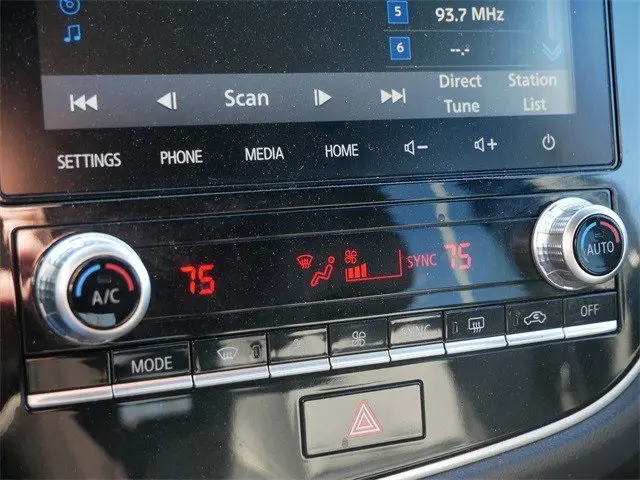 5 93.7 MHz
6 --.-
Scan Direct Tune Station List
SETTINGS PHONE MEDIA HOME - +
A/C 75 SYNC 75 AUTO
MODE SYNC OFF